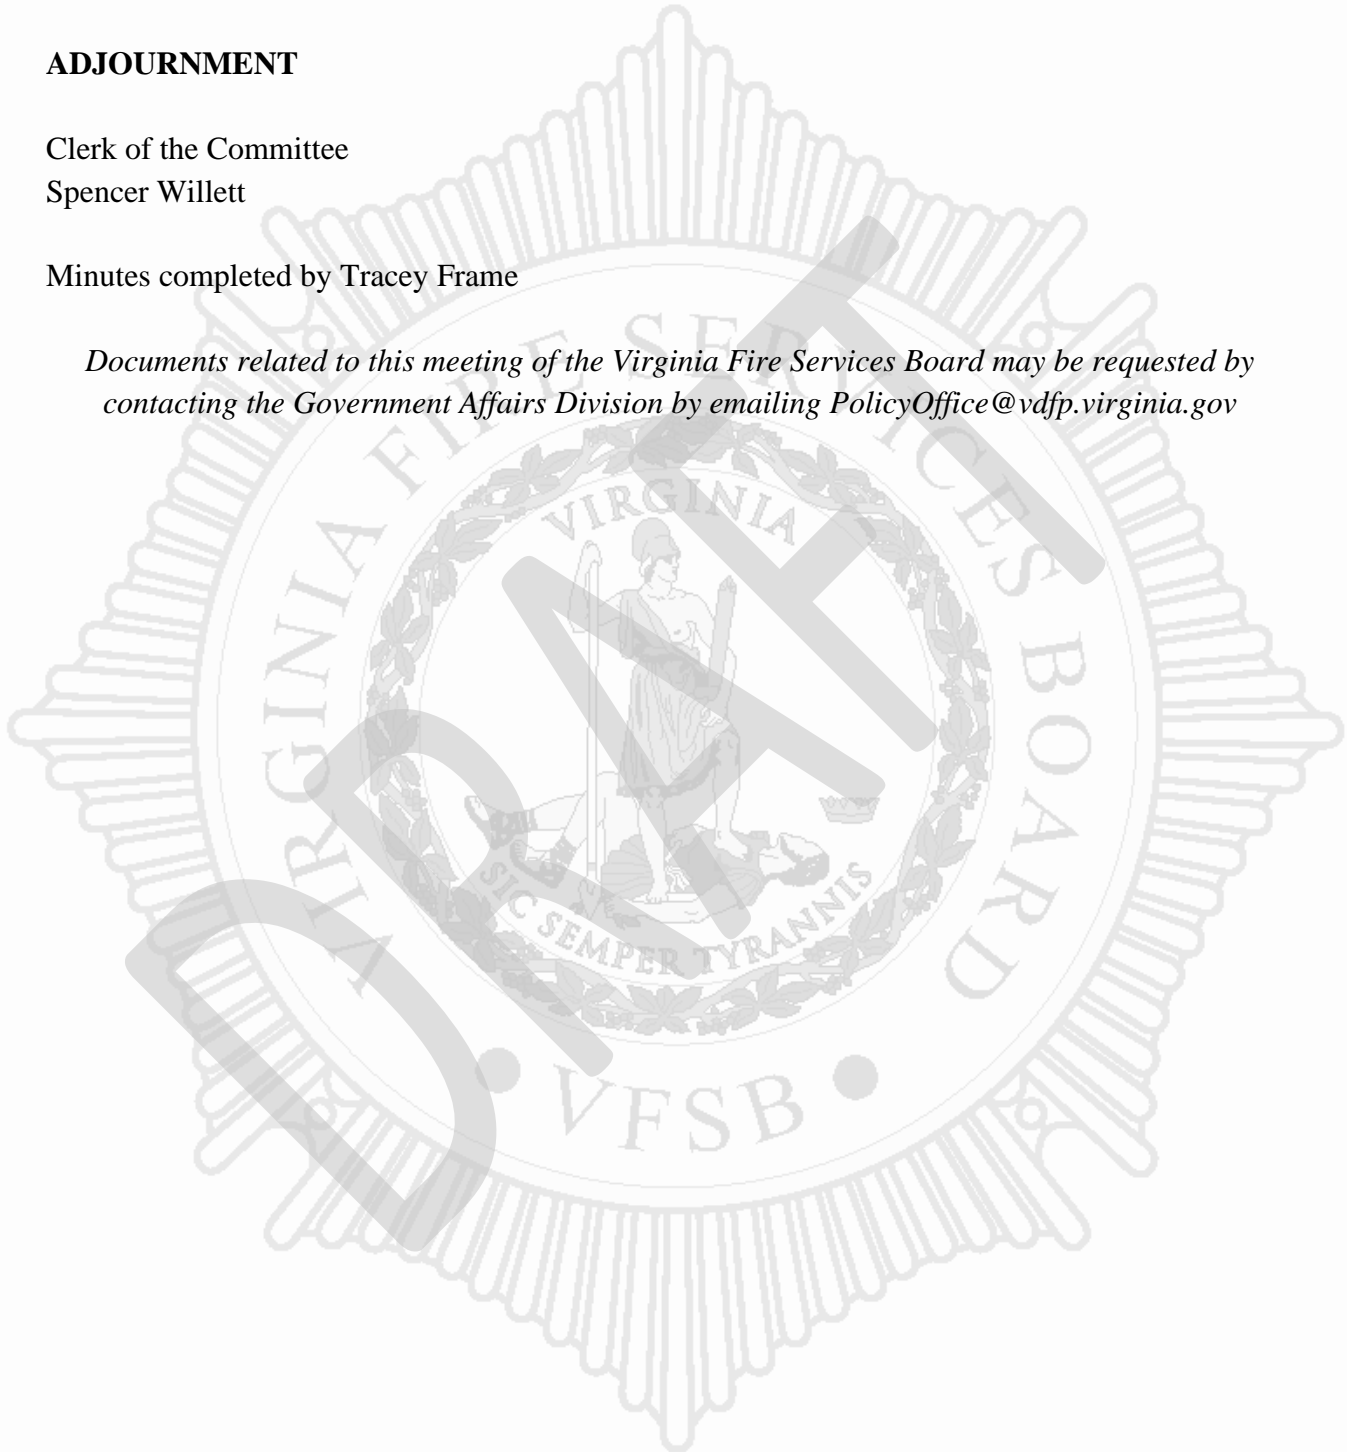 ADJOURNMENT
Clerk of the Committee
Spencer Willett
Minutes completed by Tracey Frame
Documents related to this meeting of the Virginia Fire Services Board may be requested by
contacting the Government Affairs Division by emailing PolicyOffice@vdfp.virginia.gov
VIRGINIA FIRE SERVICES BOARD
VIRGINIA
SIC SEMPER TYRANNIS
• VFSB •
DRAFT